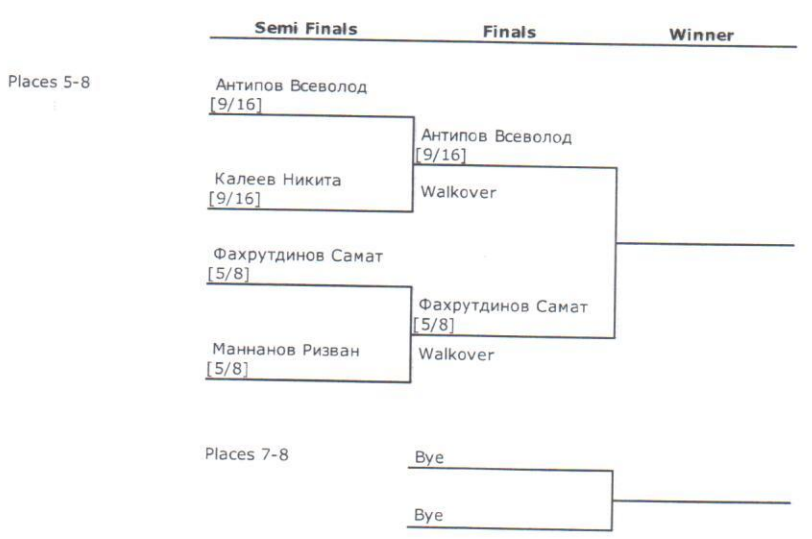 Semi Finals
Finals
Winner
Places 5-8
Антипов Всеволод
[9/16]
Антипов Всеволод
[9/16]
Калеев Никита
[9/16]
Walkover
Фахрутдинов Самат
[5/8]
Фахрутдинов Самат
[5/8]
Маннанов Ризван
[5/8]
Walkover
Places 7-8
Bye
Bye